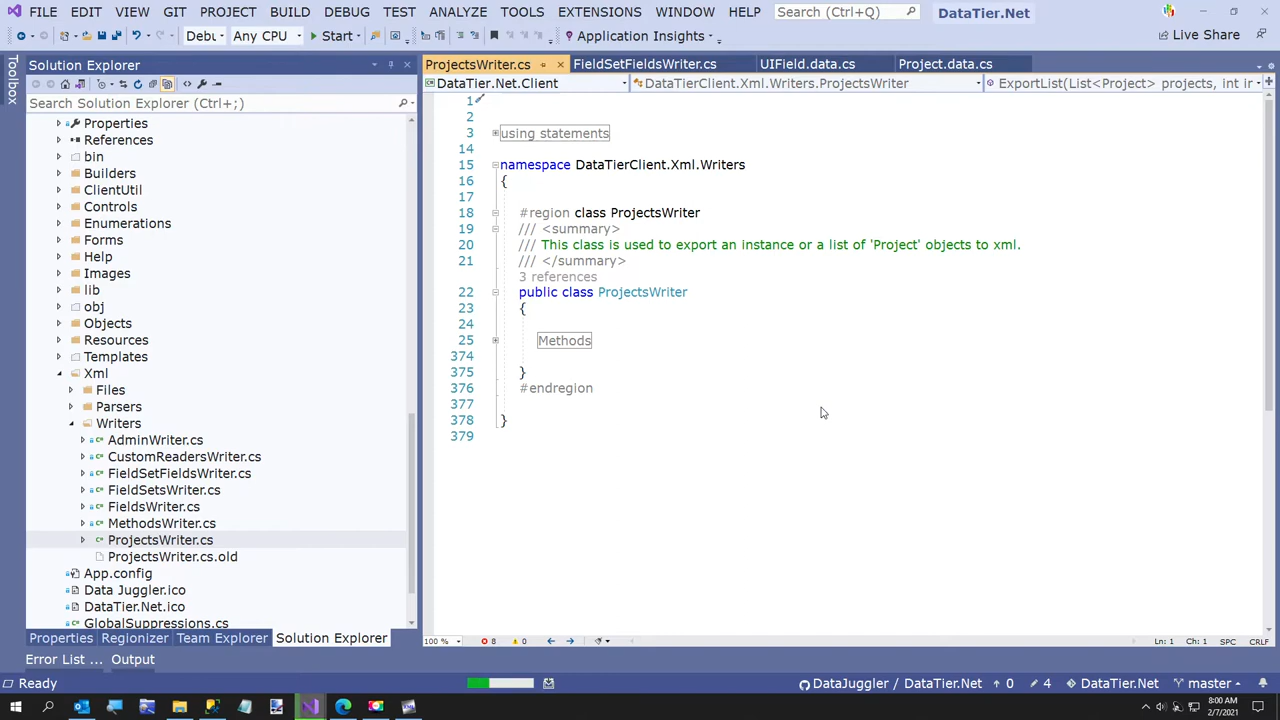 FILE EDIT VIEW GIT PROJECT BUILD DEBUG TEST ANALYZE TOOLS EXTENSIONS WINDOW HELP Search (Ctrl+Q) DataTier.Net
Debu Any CPU Start Application Insights Live Share
Toolbox
Solution Explorer
Search Solution Explorer (Ctrl+;)
Properties
References
bin
Builders
ClientUtil
Controls
Enumerations
Forms
Help
Images
lib
obj
Objects
Resources
Templates
Xml
Files
Parsers
Writers
AdminWriter.cs
CustomReadersWriter.cs
FieldSetFieldsWriter.cs
FieldSetsWriter.cs
FieldsWriter.cs
MethodsWriter.cs
ProjectsWriter.cs
ProjectsWriter.cs.old
App.config
Data Juggler.ico
DataTier.Net.ico
GlobalSuppressions.cs
Properties Regionizer Team Explorer Solution Explorer
ProjectsWriter.cs FieldSetFieldsWriter.cs UIField.data.cs Project.data.cs
DataTier.Net.Client DataTierClient.Xml.Writers.ProjectsWriter ExportList(List<Project> projects, int in
1
2
3 using statements
14
15 namespace DataTierClient.Xml.Writers
16 {
17
18 #region class ProjectsWriter
19 /// <summary>
20 /// This class is used to export an instance or a list of 'Project' objects to xml.
21 /// </summary>
3 references
22 public class ProjectsWriter
23 {
24
25 Methods
374
375 }
376 #endregion
377
378 }
379
100 % 8 0 Ln: 1 Ch: 1 SPC CRLF
Error List ... Output
Ready DataJuggler / DataTier.Net 0 4 DataTier.Net master
8:00 AM
2/7/2021